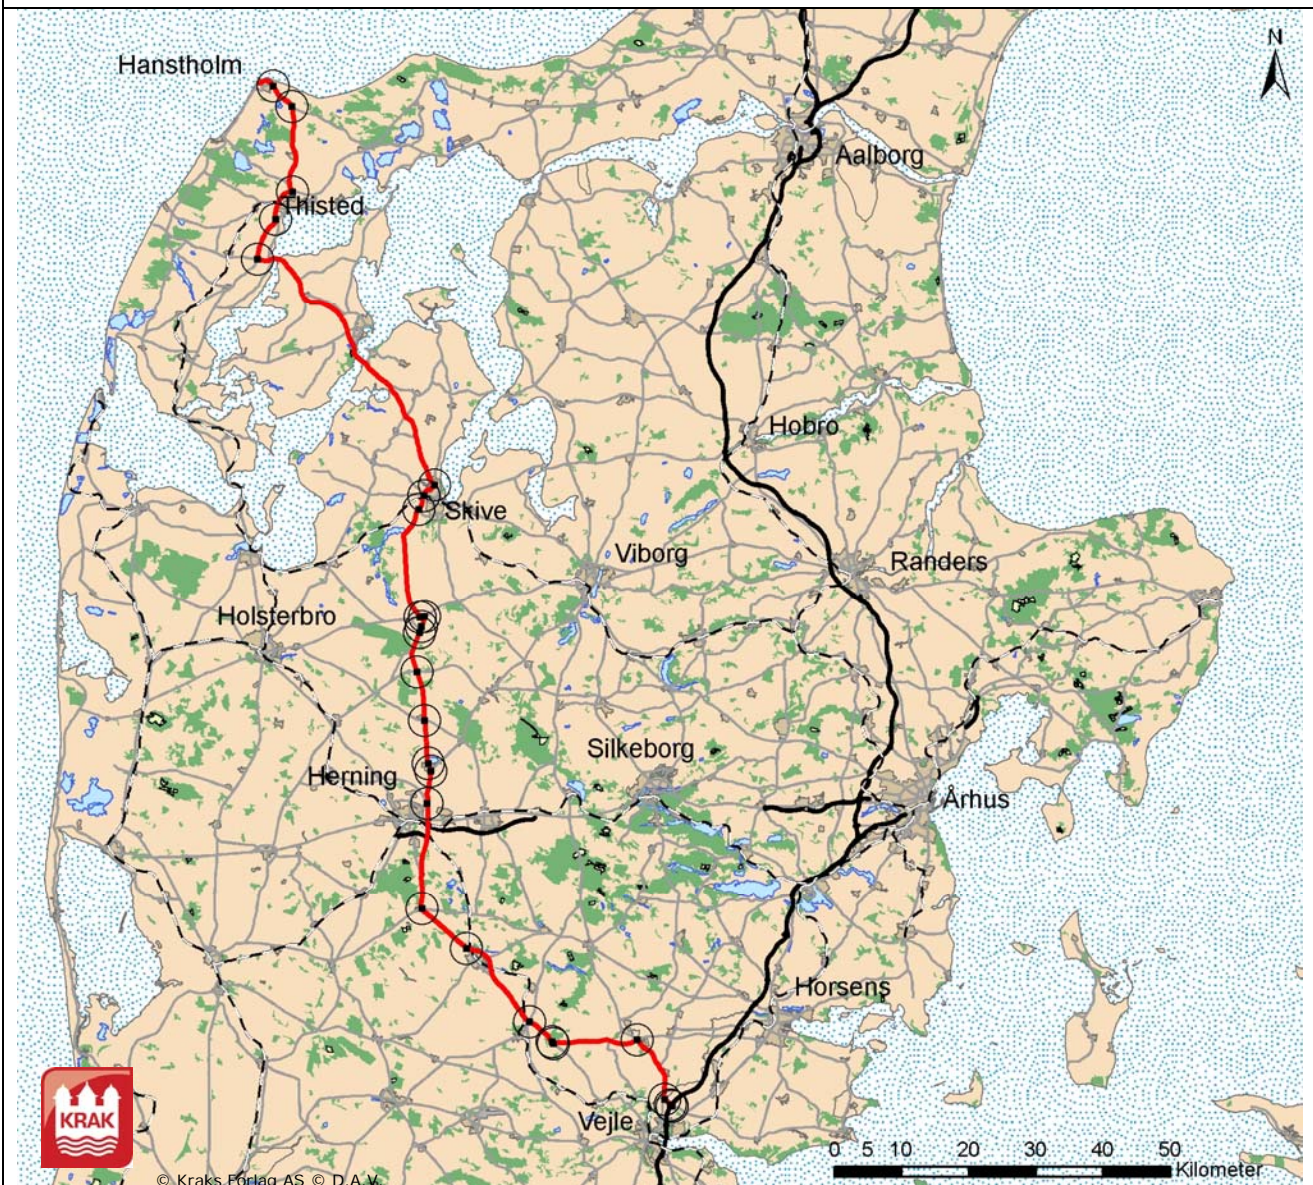 N
Hanstholm
Aalborg
Thisted
Hobro
Skive
Viborg
Randers
Holsterbro
Silkeborg
Herning
Århus
Horsens
KRAK
Vejle
0 5 10 20 30 40 50
Kilometer
© Kraks Forlag AS © D.A.V.